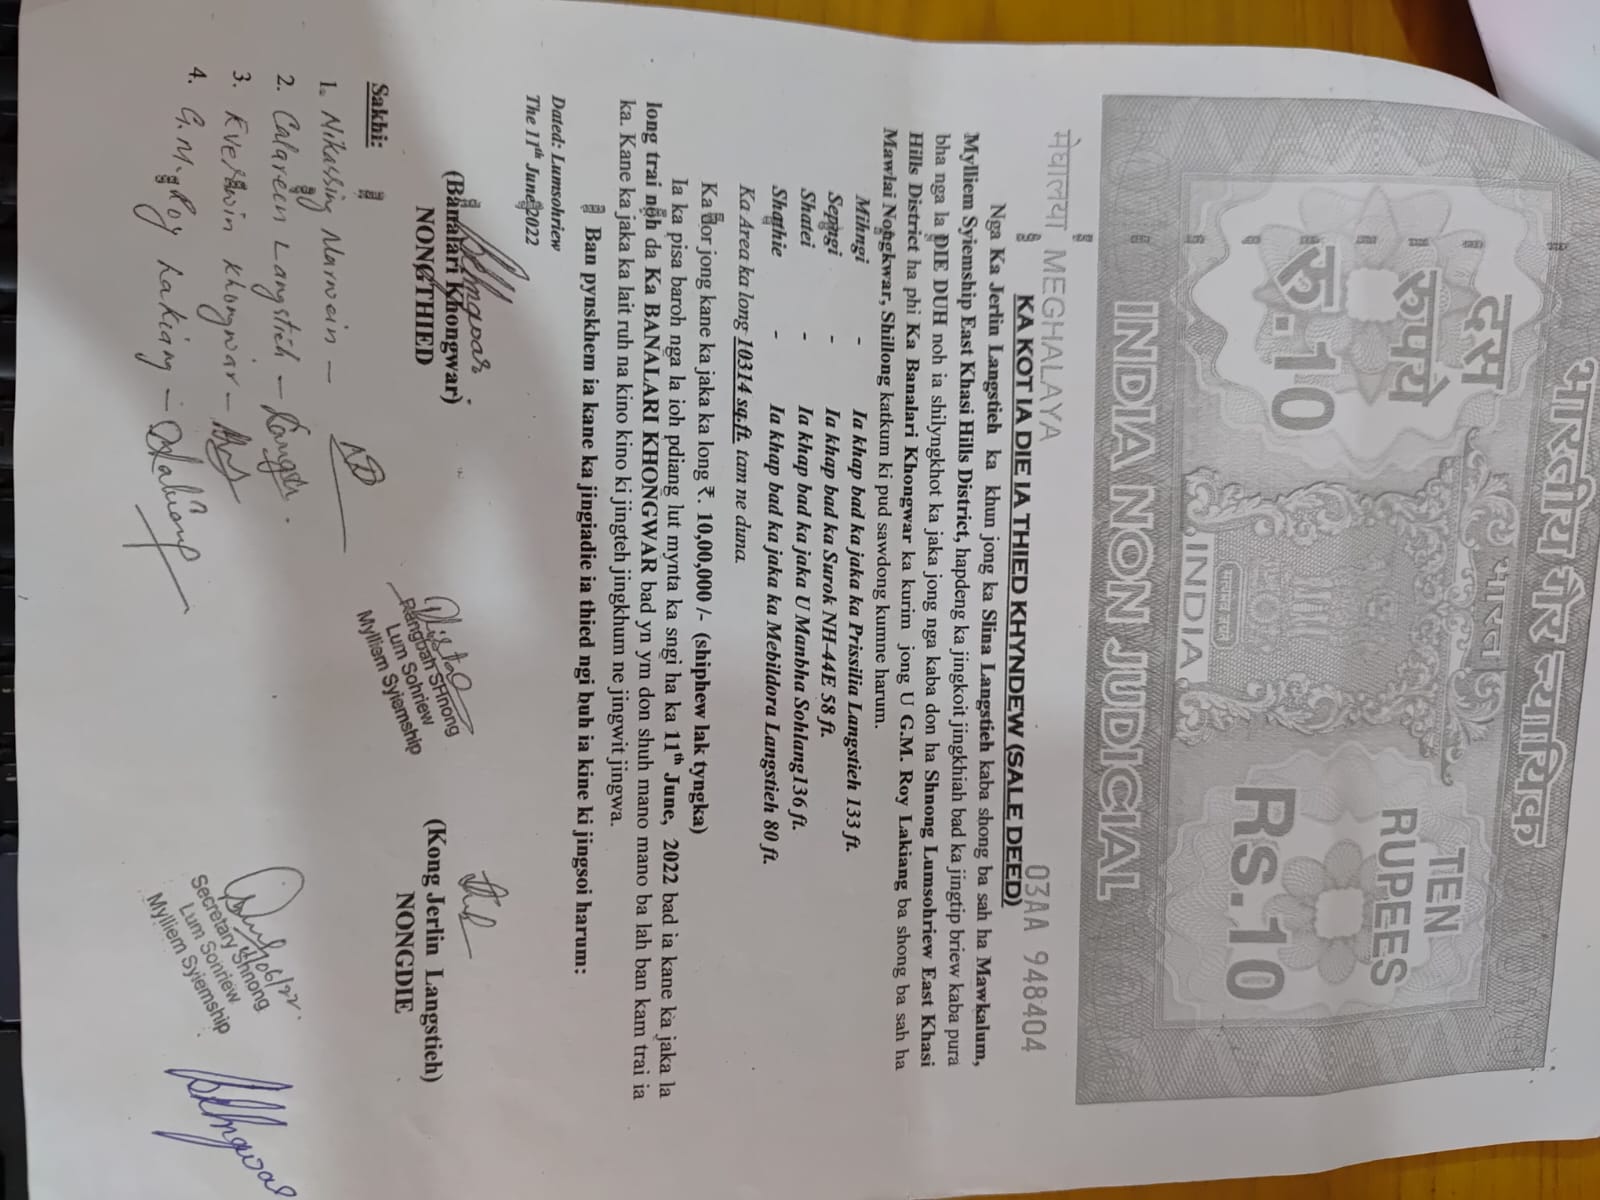 भारतीय गैर न्यायिक
दस
रुपये
रु.10
भारत
INDIA
TEN
RUPEES
Rs.10
INDIA NON JUDICIAL
मेघालया MEGHALAYA
03AA 948404
KA KOT IA DIE IA THIED KHYNDEW (SALE DEED)
Nga Ka Jerlin Langstieh ka khun jong ka Slina Langstieh kaba shong ba sah ha Mawkalum,
Mylliem Syiemship East Khasi Hills District, hapdeng ka jingkoit jingkhiah bad ka jingtip briew kaba pura
bha nga la DIE DUH noh ia shilyngkhot ka jaka jong nga kaba don ha Shnong Lumsohriew East Khasi
Hills District ha phi Ka Banalari Khongwar ka kurim jong U G.M. Roy Lakiang ba shong ba sah ha
Mawlai Nongkwar, Shillong katkum ki pud sawdong kumne harum.
Mihngi - Ia khap bad ka jaka ka Prissilia Langstieh 133 ft.
Sepngi - Ia khap bad ka Surok NH-44E 58 ft.
Shatei - Ia khap bad ka jaka U Manbha Sohlang 136 ft.
Shathie - Ia khap bad ka jaka ka Mebildora Langstieh 80 ft.
Ka Area ka long 10314 sq.ft. tam ne duna.
Ka dor jong kane ka jaka ka long ₹. 10,00,000 /- (shiphew lak tyngka)
Ia ka pisa baroh nga la ioh pdiang lut mynta ka sngi ha ka 11th June, 2022 bad ia kane ka jaka la
long trai noh da Ka BANALARI KHONGWAR bad yn ym don shuh mano mano ba lah ban kam trai ia
ka. Kane ka jaka ka lait ruh na kino kino ki jingteh jingkhum ne jingwit jingwa.
Ban pynskhem ia kane ka jingiadie ia thied ngi buh ia kine ki jingsoi harum:
Dated: Lumsohriew
The 11th June 2022
(Banalari Khongwar)
NONGTHIED
(Kong Jerlin Langstieh)
NONGDIE
Rangbah SHnong
Lum Sohriew
Mylliem Syiemship
Secretary Shnong
Lum Sohriew
Mylliem Syiemship
Sakhi:
1. Nikassing Narwein -
2. Calareen Langstieh -
3. Kverswin Khongwar -
4. G.M. Roy Lakiang -